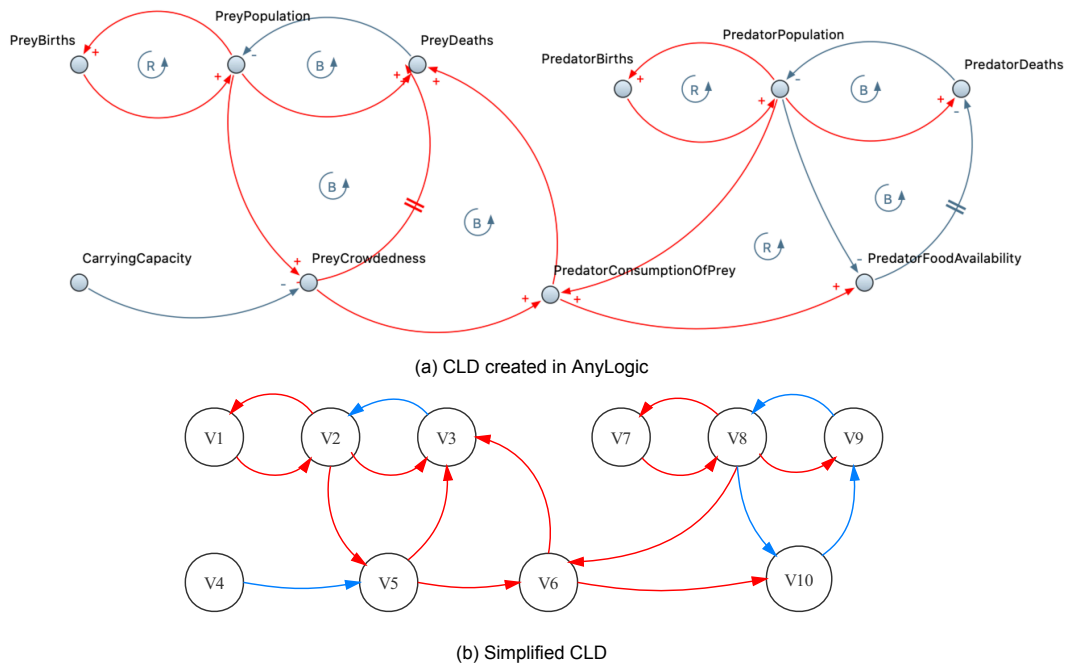 PreyPopulation
PreyBirths
PreyDeaths
PredatorPopulation
PredatorBirths
PredatorDeaths
+
R
+
-
B
+
-
+
+
R
+
-
B
+
-
B
B
B
R
CarryingCapacity
-
+
-
PreyCrowdedness
PredatorConsumptionOfPrey
+
+
PredatorFoodAvailability
-
+
(a) CLD created in AnyLogic
V1
V2
V3
V7
V8
V9
V4
V5
V6
V10
(b) Simplified CLD